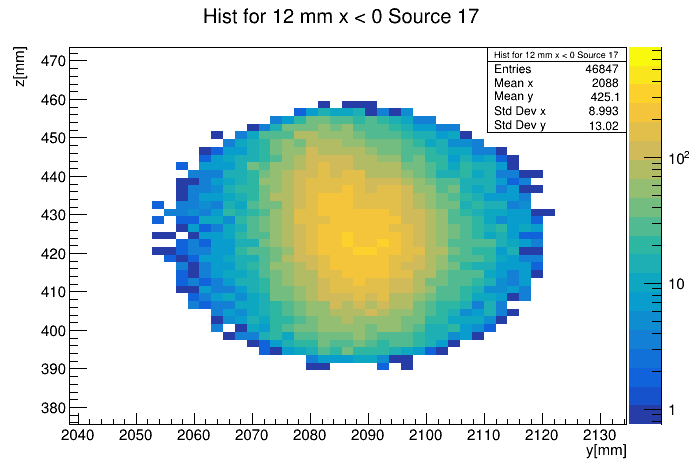 Hist for 12 mm x < 0 Source 17
z[mm]
Hist for 12 mm x < 0 Source 17
Entries 46847
Mean x 2088
Mean y 425.1
Std Dev x 8.993
Std Dev y 13.02
470
460
450
440
430
420
410
400
390
380
10²
10
1
2040 2050 2060 2070 2080 2090 2100 2110 2120 2130
y[mm]